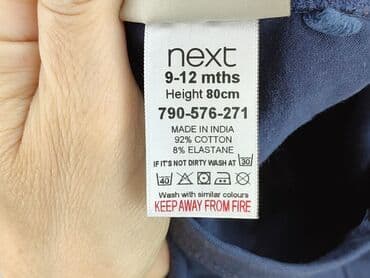 next
9-12 mths
Height 80cm
790-576-271
MADE IN INDIA
92% COTTON
8% ELASTANE
IF IT'S NOT DIRTY WASH AT 30
40
Wash with similar colours
KEEP AWAY FROM FIRE